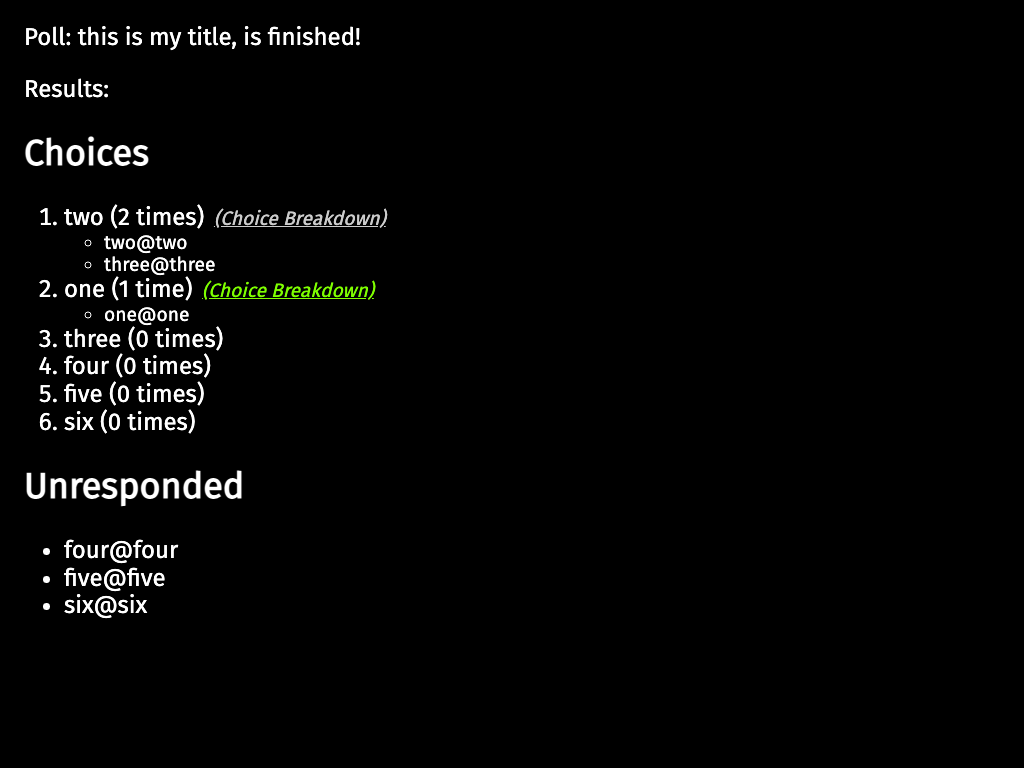 Poll: this is my title, is finished!
Results:
Choices
1. two (2 times) (Choice Breakdown)
◦ two@two
◦ three@three
2. one (1 time) (Choice Breakdown)
◦ one@one
3. three (0 times)
4. four (0 times)
5. five (0 times)
6. six (0 times)
Unresponded
• four@four
• five@five
• six@six